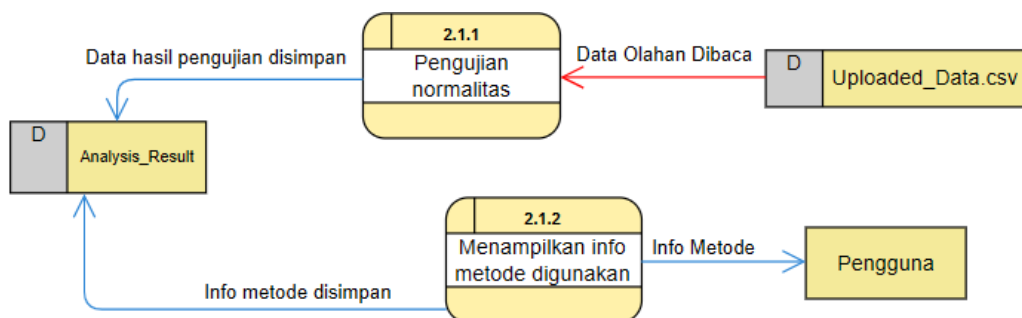 2.1.1
Data hasil pengujian disimpan
Pengujian
normalitas
Data Olahan Dibaca
D
Uploaded_Data.csv
D
Analysis_Result
2.1.2
Menampilkan info
metode digunakan
Info Metode
Pengguna
Info metode disimpan